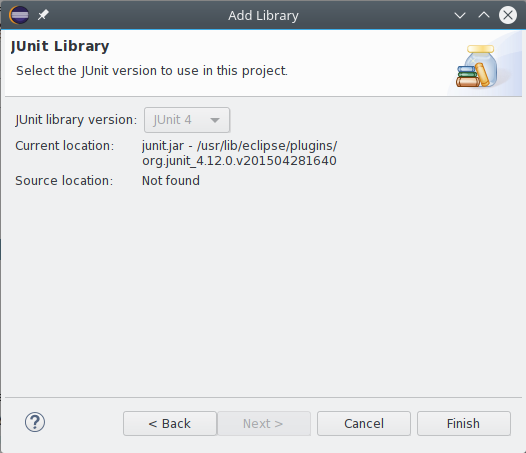 Add Library
JUnit Library
Select the JUnit version to use in this project.
JUnit library version: JUnit 4
Current location: junit.jar - /usr/lib/eclipse/plugins/
org.junit_4.12.0.v201504281640
Source location: Not found
? < Back Next > Cancel Finish